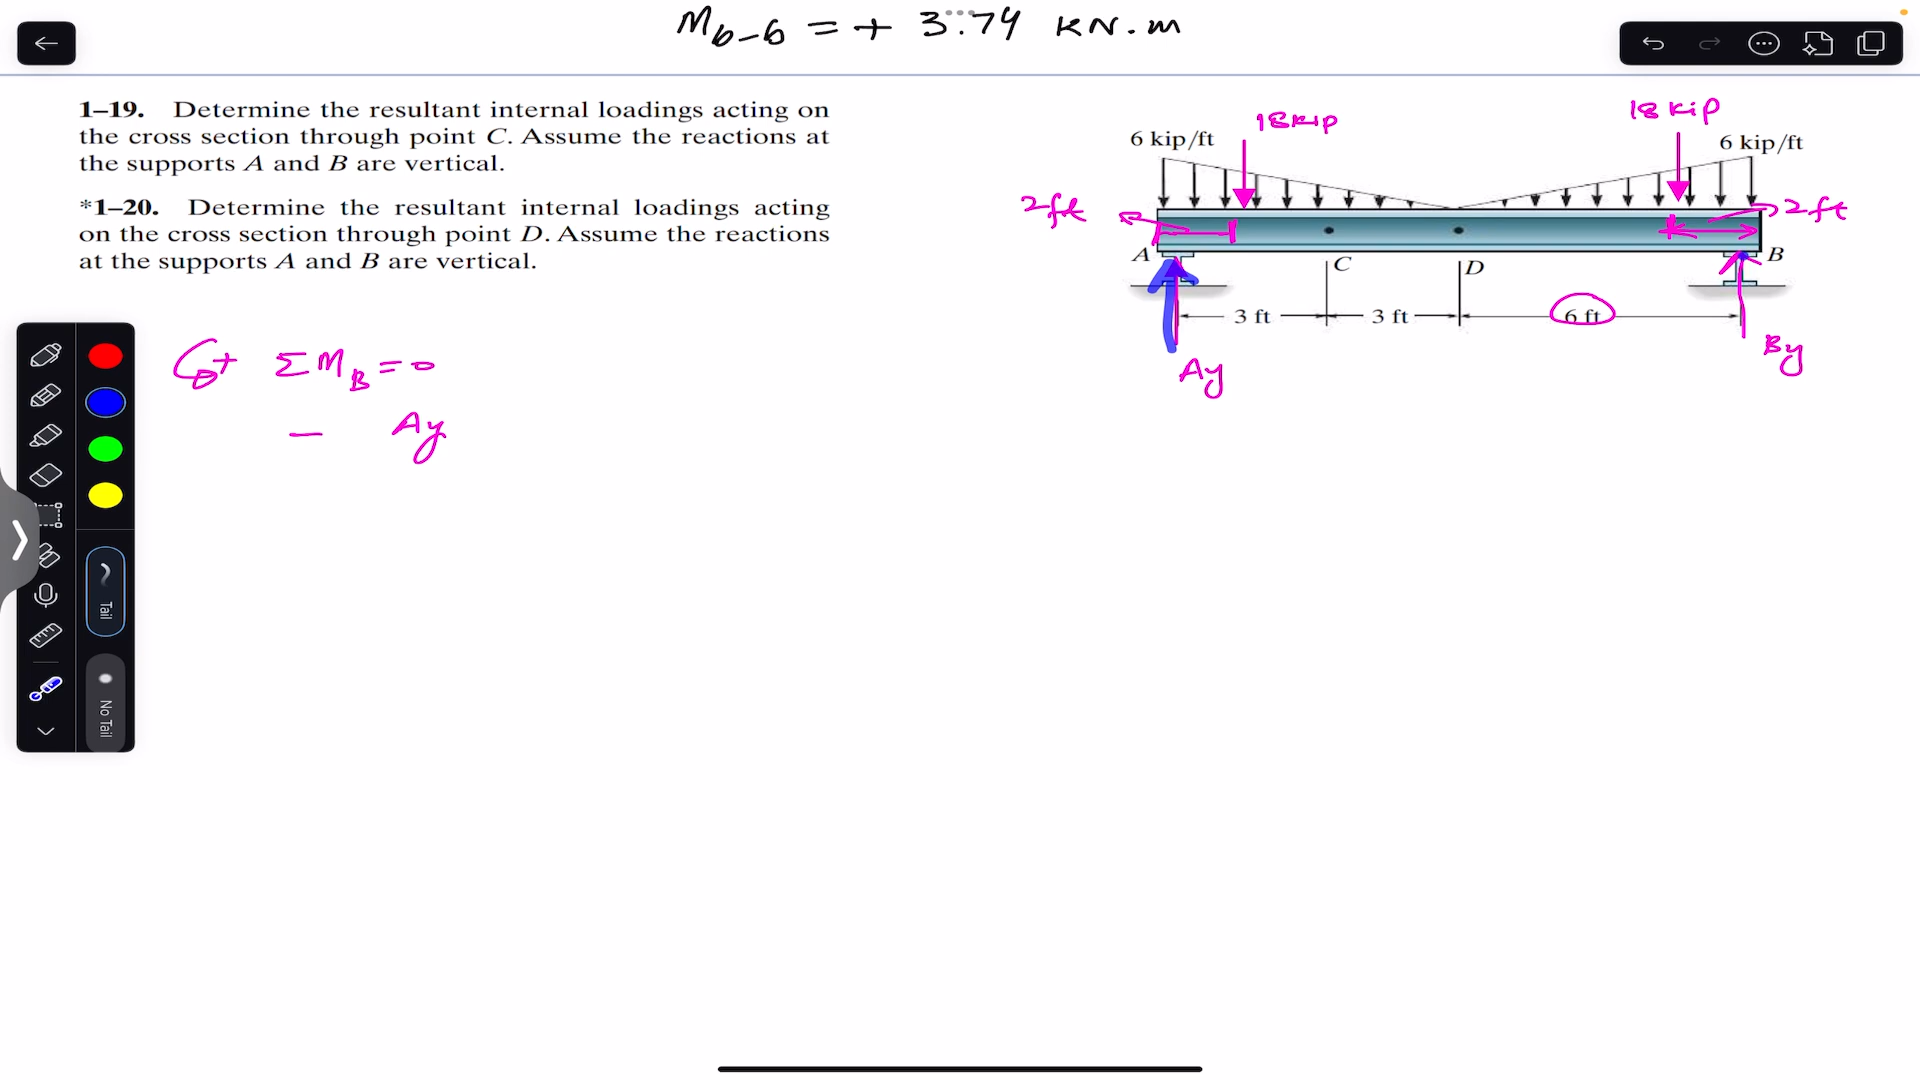 M b-b = + 3.74 KN.m
1–19. Determine the resultant internal loadings acting on
the cross section through point C. Assume the reactions at
the supports A and B are vertical.
*1–20. Determine the resultant internal loadings acting
on the cross section through point D. Assume the reactions
at the supports A and B are vertical.
18 kip
18 kip
6 kip/ft
6 kip/ft
2ft
2ft
A
B
C
D
3 ft
3 ft
6 ft
Ay
By
+ ΣM_B = 0
− Ay
Tail
No Tail